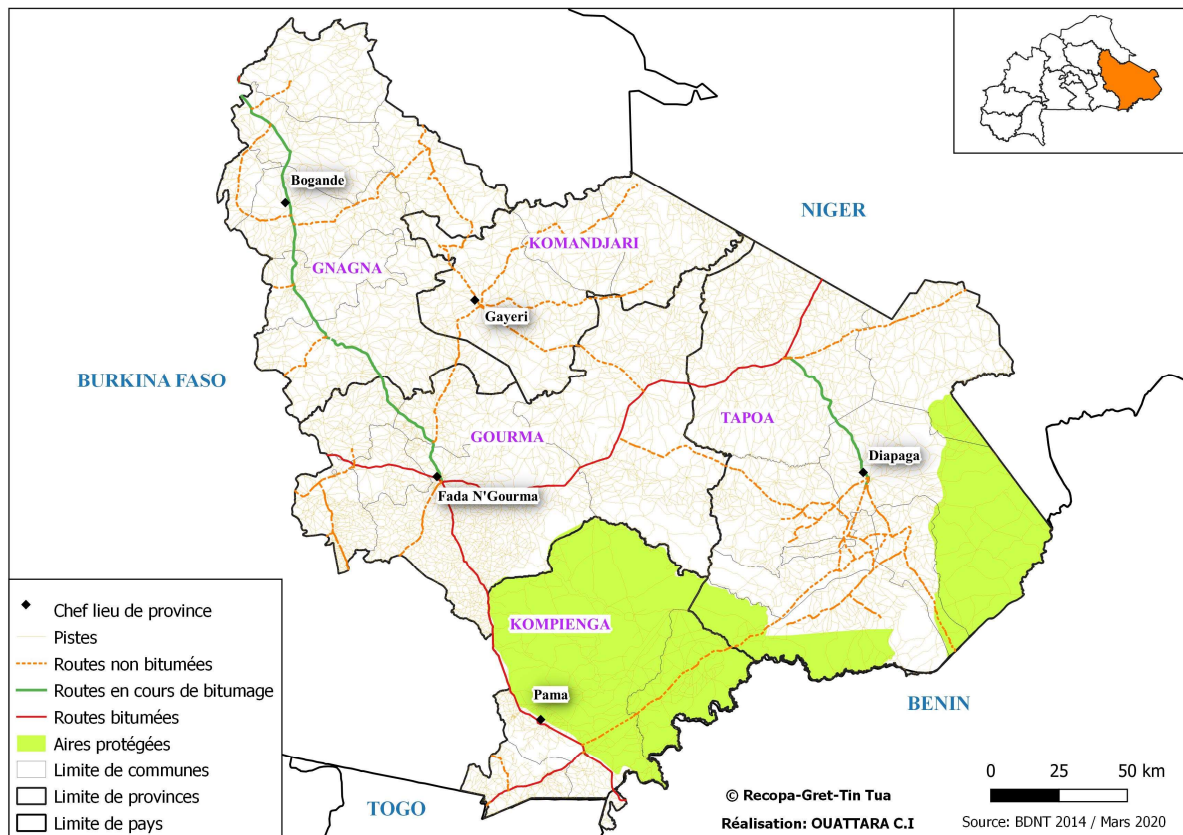 NIGER
Bogande
KOMANDJARI
GNAGNA
Gayeri
BURKINA FASO
TAPOA
GOURMA
Diapaga
Fada N'Gourma
KOMPIENGA
Pama
BENIN
TOGO
Chef lieu de province
Pistes
Routes non bitumées
Routes en cours de bitumage
Routes bitumées
Aires protégées
Limite de communes
Limite de provinces
Limite de pays
0 25 50 km
© Recopa-Gret-Tin Tua
Réalisation: OUATTARA C.I
Source: BDNT 2014 / Mars 2020